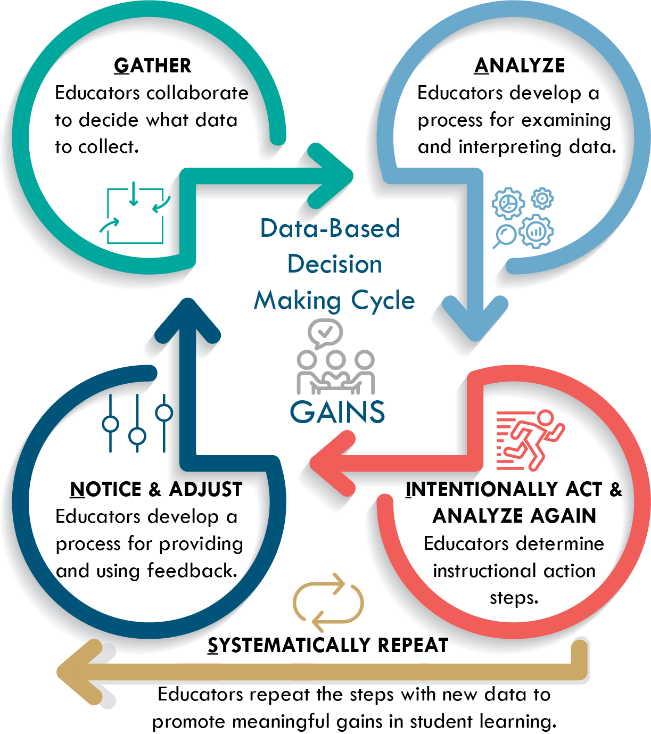 GATHER
Educators collaborate
to decide what data
to collect.
ANALYZE
Educators develop a
process for examining
and interpreting data.
Data-Based
Decision
Making Cycle
GAINS
INTENTIONALLY ACT &
ANALYZE AGAIN
Educators determine
instructional action
steps.
NOTICE & ADJUST
Educators develop a
process for providing
and using feedback.
SYSTEMATICALLY REPEAT
Educators repeat the steps with new data to
promote meaningful gains in student learning.